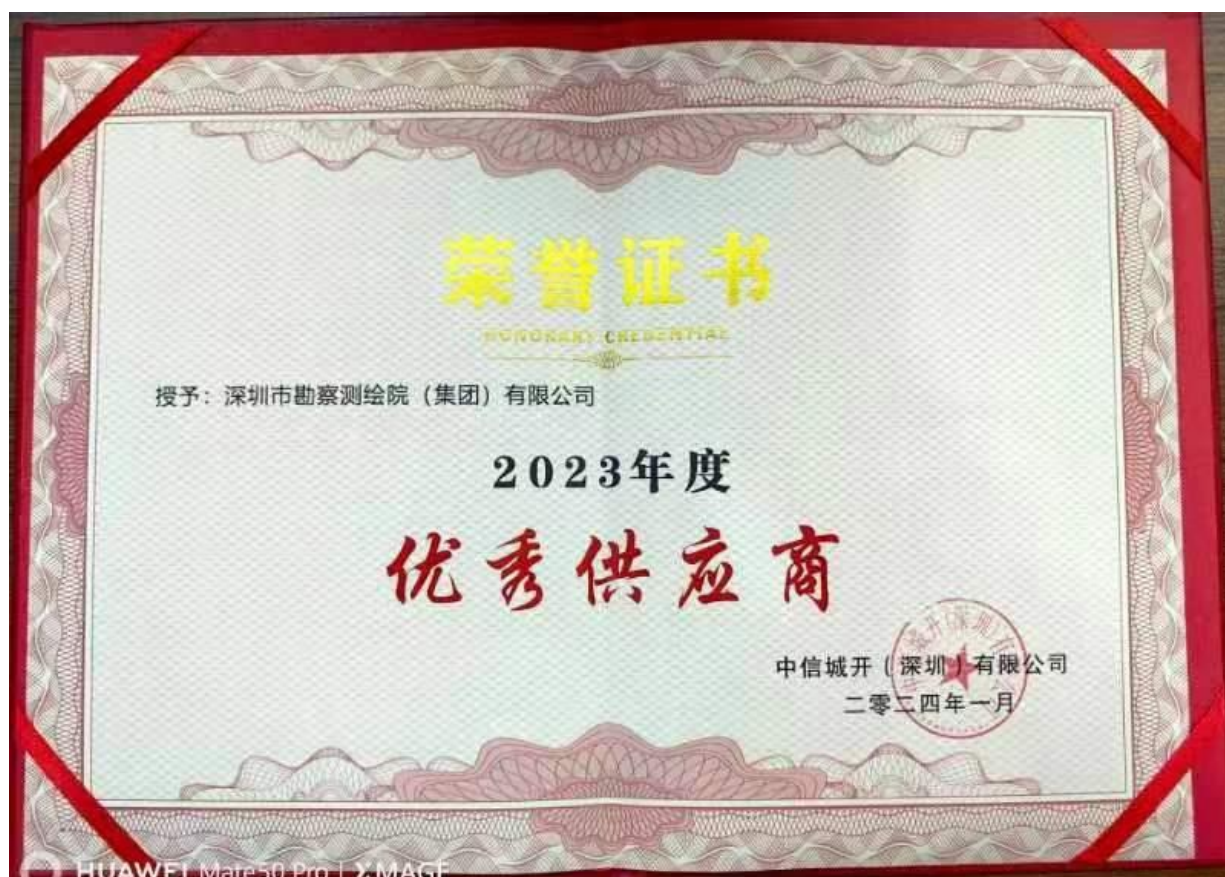 荣誉证书
HONORARY CREDENTIAL
授予：深圳市勘察测绘院（集团）有限公司
2023年度
优秀供应商
中信城开（深圳）有限公司
二零二四年一月
HUAWEI Mate50 Pro | XMAGE